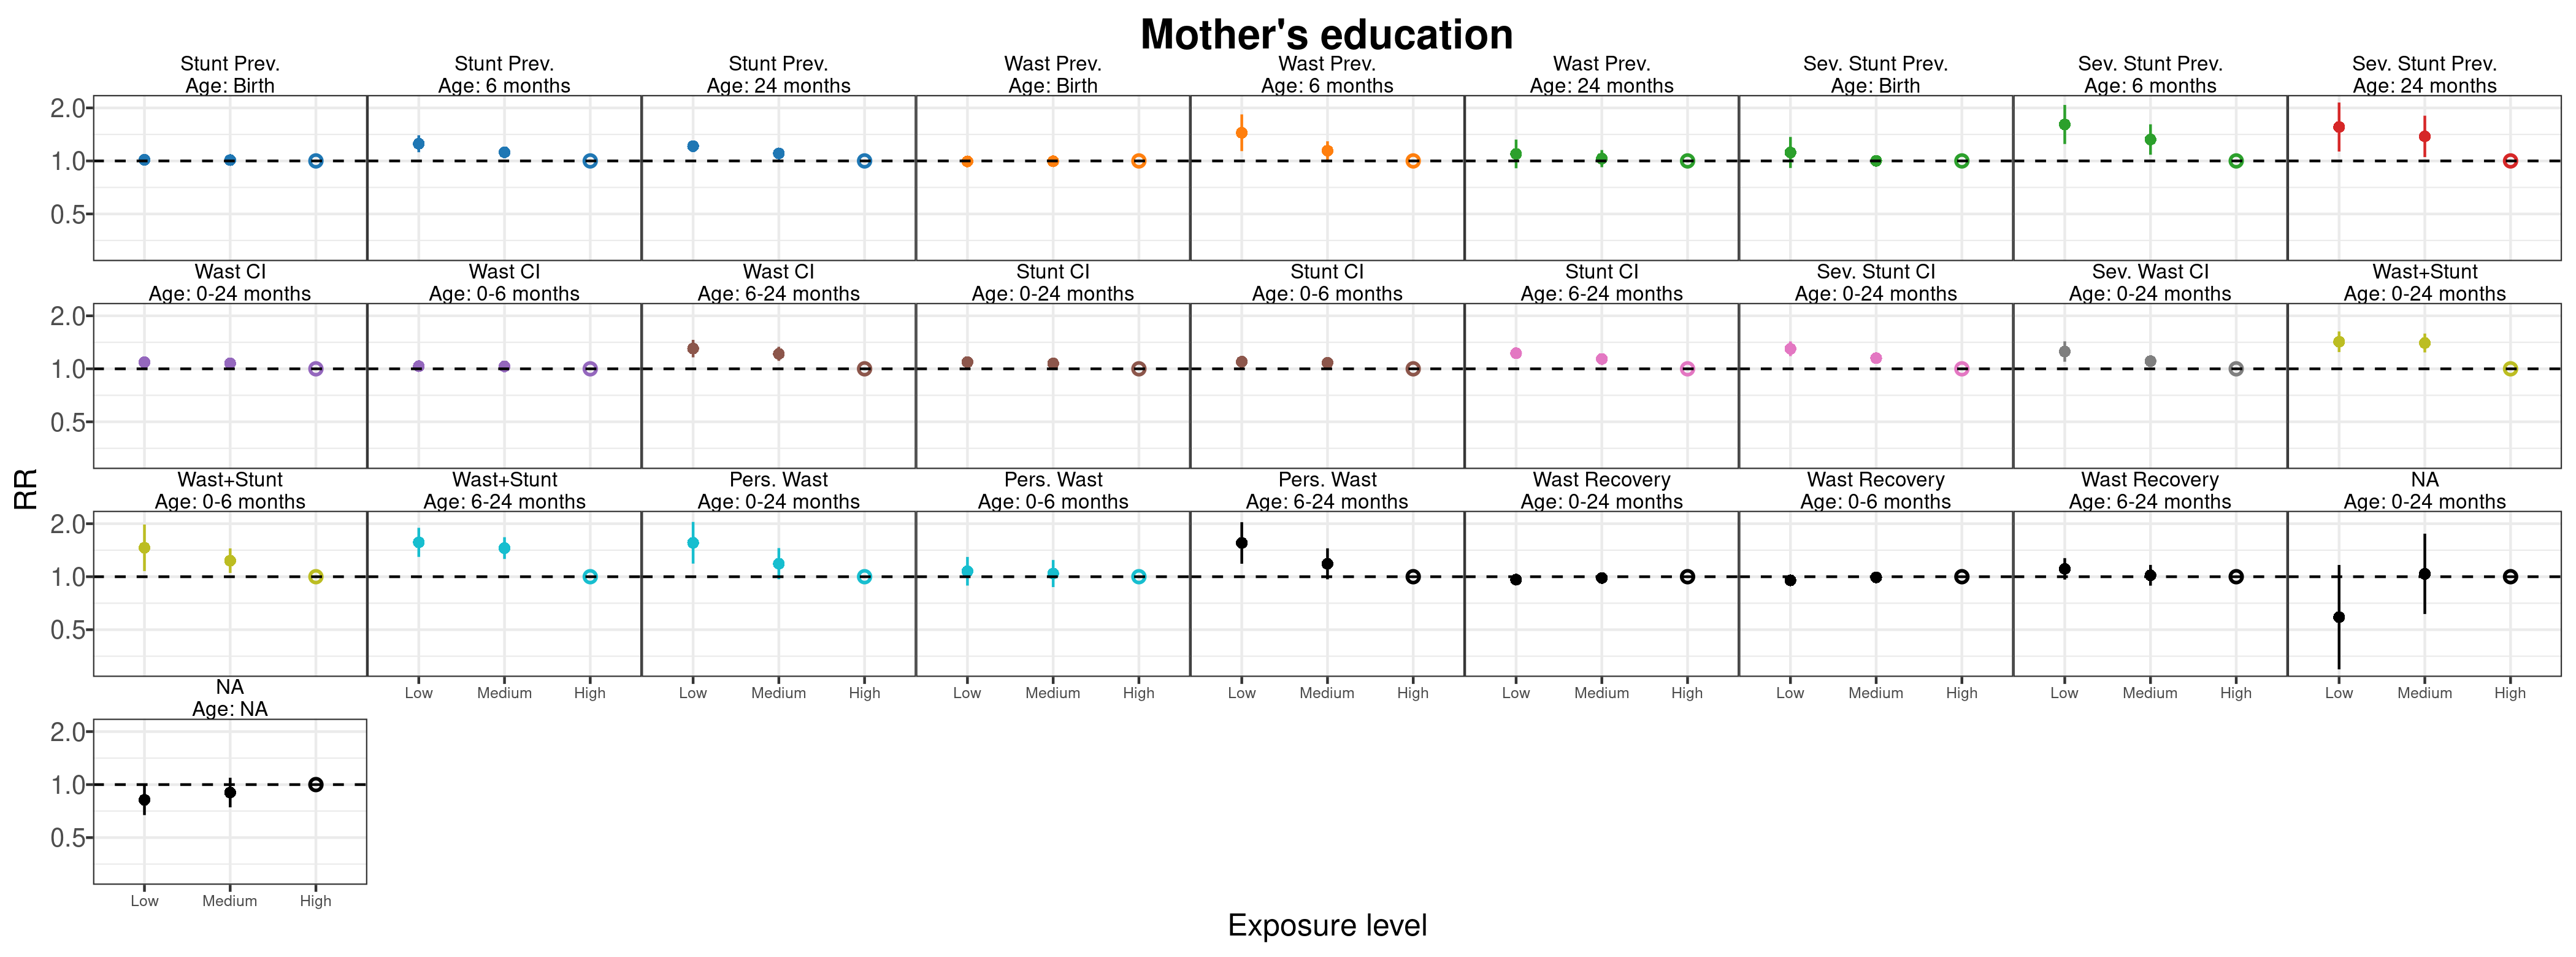 Mother's education
Stunt Prev.
Age: Birth
Stunt Prev.
Age: 6 months
Stunt Prev.
Age: 24 months
Wast Prev.
Age: Birth
Wast Prev.
Age: 6 months
Wast Prev.
Age: 24 months
Sev. Stunt Prev.
Age: Birth
Sev. Stunt Prev.
Age: 6 months
Sev. Stunt Prev.
Age: 24 months
2.0
1.0
0.5
Wast CI
Age: 0-24 months
Wast CI
Age: 0-6 months
Wast CI
Age: 6-24 months
Stunt CI
Age: 0-24 months
Stunt CI
Age: 0-6 months
Stunt CI
Age: 6-24 months
Sev. Stunt CI
Age: 0-24 months
Sev. Wast CI
Age: 0-24 months
Wast+Stunt
Age: 0-24 months
2.0
1.0
0.5
RR
Wast+Stunt
Age: 0-6 months
Wast+Stunt
Age: 6-24 months
Pers. Wast
Age: 0-24 months
Pers. Wast
Age: 0-6 months
Pers. Wast
Age: 6-24 months
Wast Recovery
Age: 0-24 months
Wast Recovery
Age: 0-6 months
Wast Recovery
Age: 6-24 months
NA
Age: 0-24 months
2.0
1.0
0.5
Low Medium High
Low Medium High
Low Medium High
Low Medium High
Low Medium High
Low Medium High
Low Medium High
Low Medium High
NA
Age: NA
2.0
1.0
0.5
Low Medium High
Exposure level